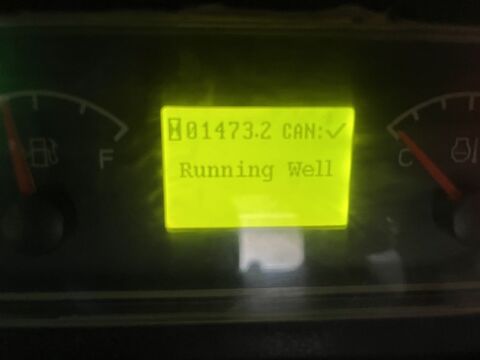 01473.2 CAN:✓
Running Well
F
C